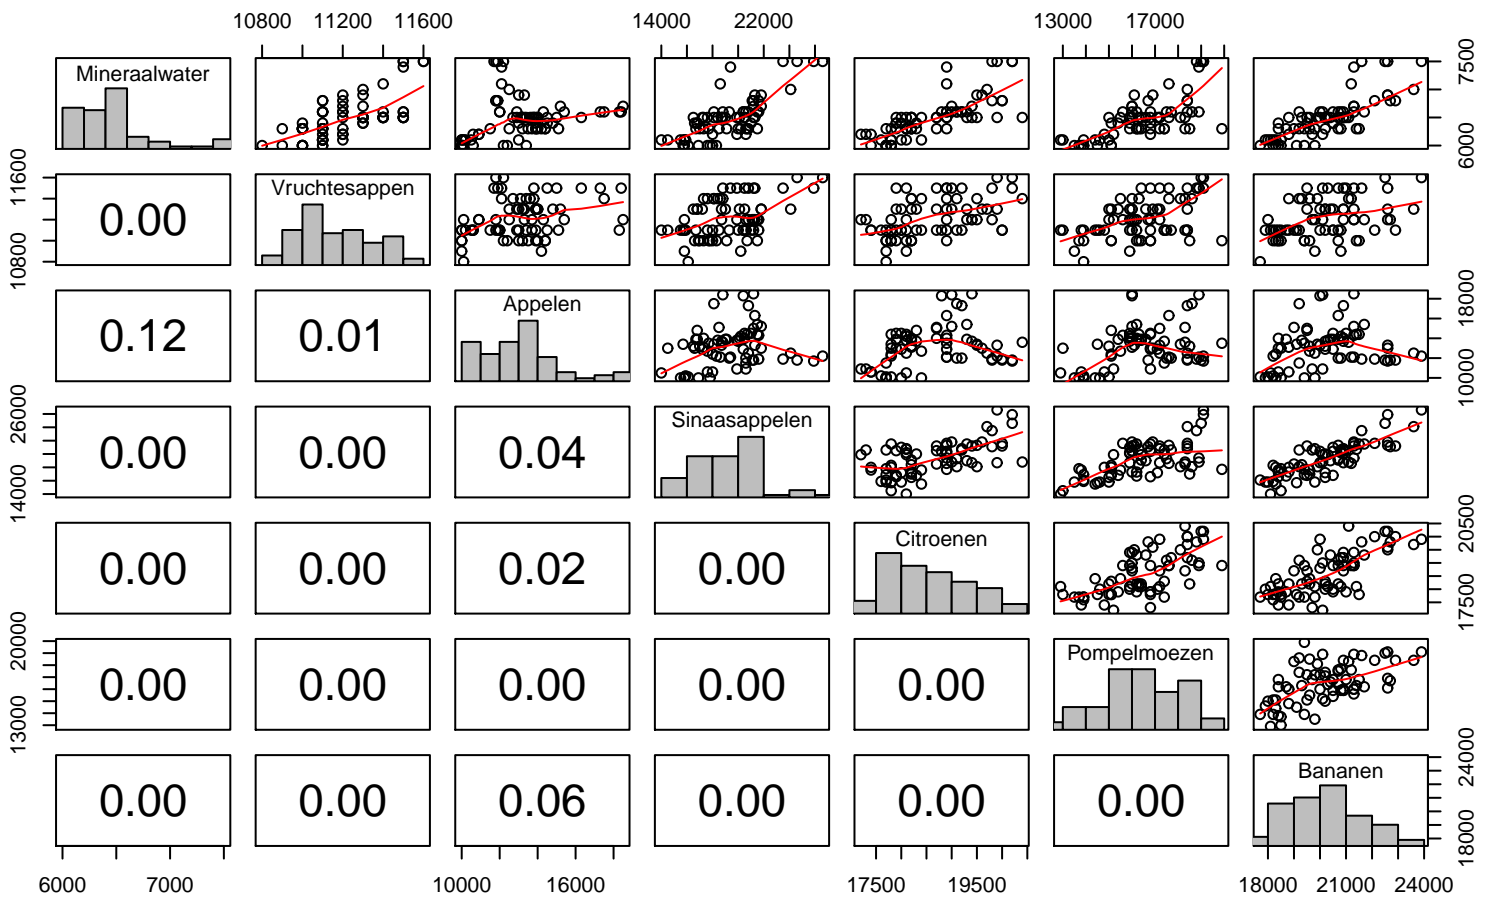 10800 11200 11600 14000 22000 13000 17000
Mineraalwater
6000 7500
10800 11600
0.00
Vruchtesappen
0.12 0.01
Appelen
10000 18000
14000 26000
0.00 0.00 0.04
Sinaasappelen
0.00 0.00 0.02 0.00
Citroenen
17500 20500
13000 20000
0.00 0.00 0.00 0.00 0.00
Pompelmoezen
0.00 0.00 0.06 0.00 0.00 0.00
Bananen
18000 24000
6000 7000 10000 16000 17500 19500 18000 21000 24000